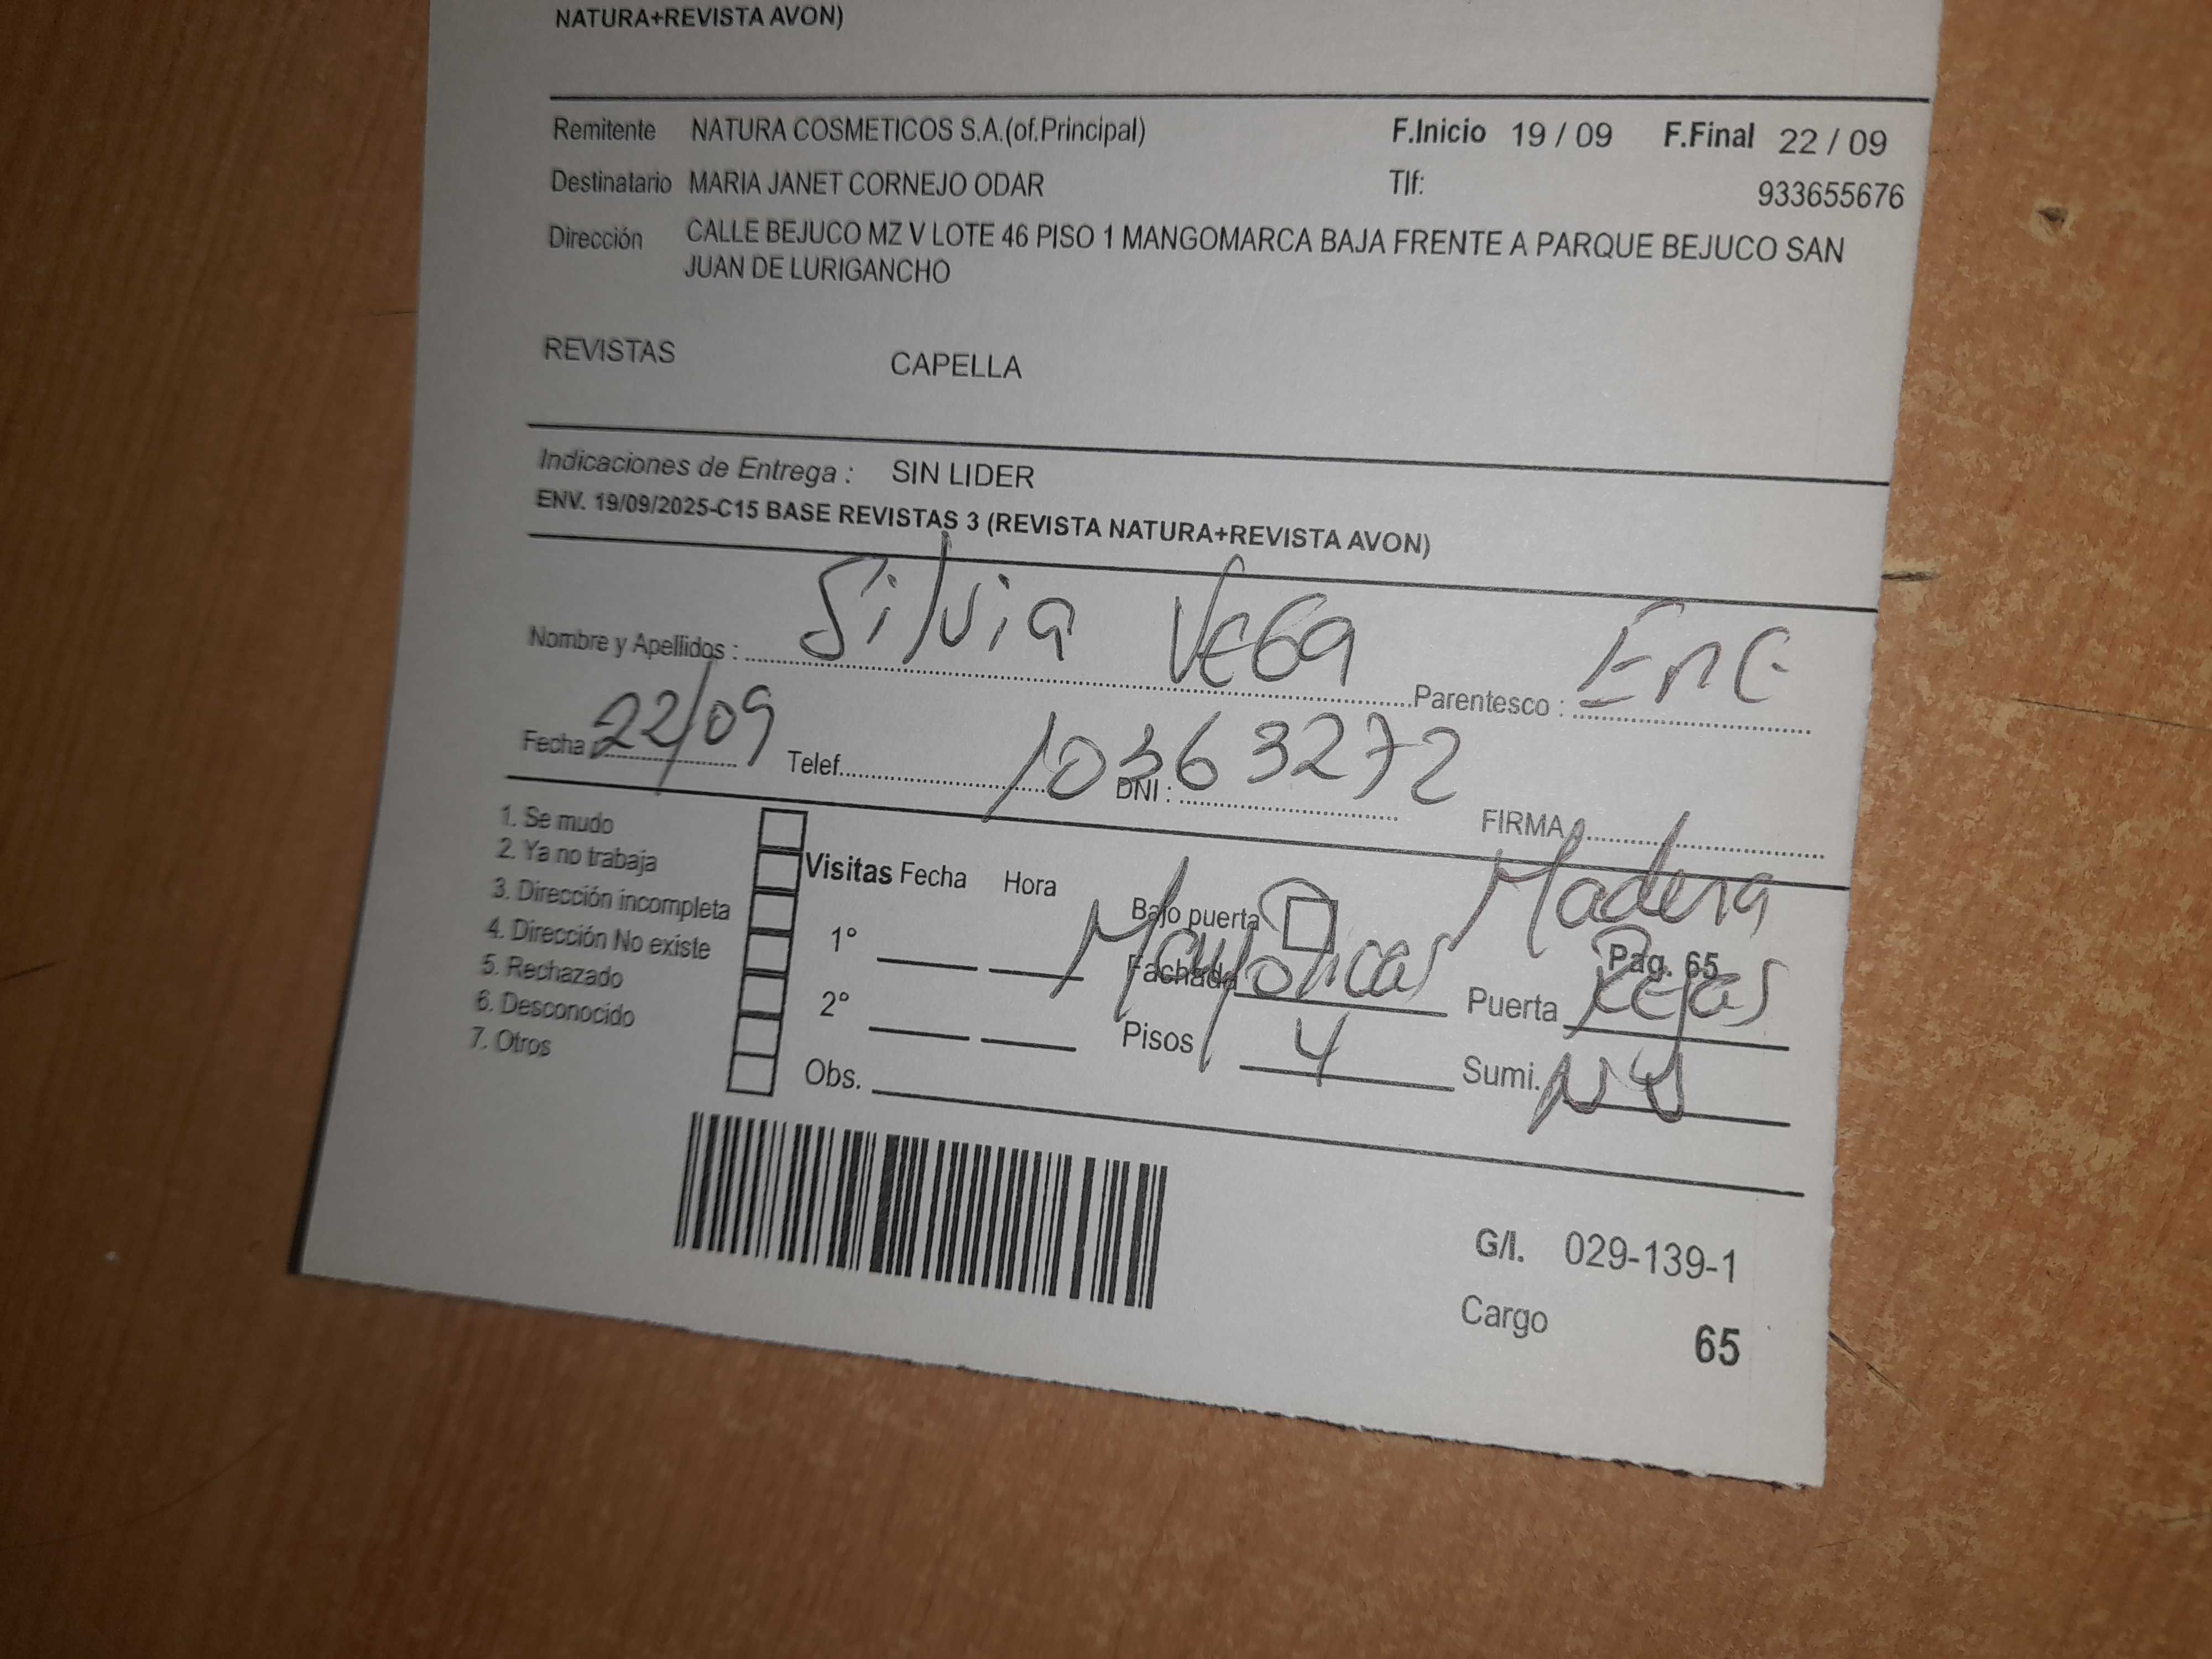 NATURA+REVISTA AVON)
Remitente NATURA COSMETICOS S.A.(of.Principal) F.Inicio 19 / 09 F.Final 22 / 09
Destinatario MARIA JANET CORNEJO ODAR Tlf: 933655676
Dirección CALLE BEJUCO MZ V LOTE 46 PISO 1 MANGOMARCA BAJA FRENTE A PARQUE BEJUCO SAN
JUAN DE LURIGANCHO
REVISTAS CAPELLA
Indicaciones de Entrega : SIN LIDER
ENV. 19/09/2025-C15 BASE REVISTAS 3 (REVISTA NATURA+REVISTA AVON)
Nombre y Apellidos : Silvia Vega Parentesco : Enc
Fecha 22/09 Telef. DNI : 10363272 FIRMA
1. Se mudo
2. Ya no trabaja
3. Dirección incompleta
4. Dirección No existe
5. Rechazado
6. Desconocido
7. Otros
Visitas Fecha Hora
1°
2°
Obs.
Bajo puerta Madera
Pag. 65
Fachada Mayolicas Puerta Rejas
Pisos 4 Sumi.
G/I. 029-139-1
Cargo 65